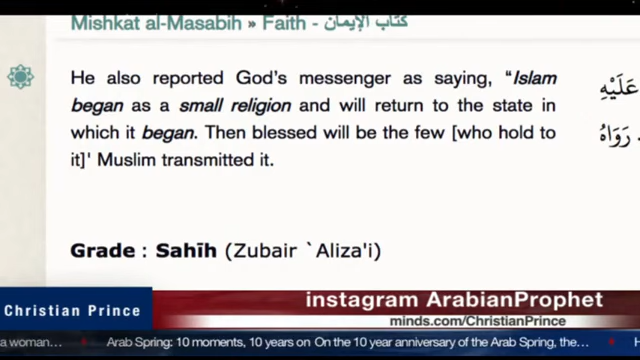 Mishkat al-Masabih » Faith - كتاب الإيمان
He also reported God's messenger as saying, “Islam عَلَيْهِ
began as a small religion and will return to the state in
which it began. Then blessed will be the few [who hold to رَوَاهُ
it]' Muslim transmitted it.
Grade : Sahīh (Zubair `Aliza'i)
Christian Prince
instagram ArabianProphet
minds.com/ChristianPrince
a woman... Arab Spring: 10 moments, 10 years on On the 10 year anniversary of the Arab Spring, the... H